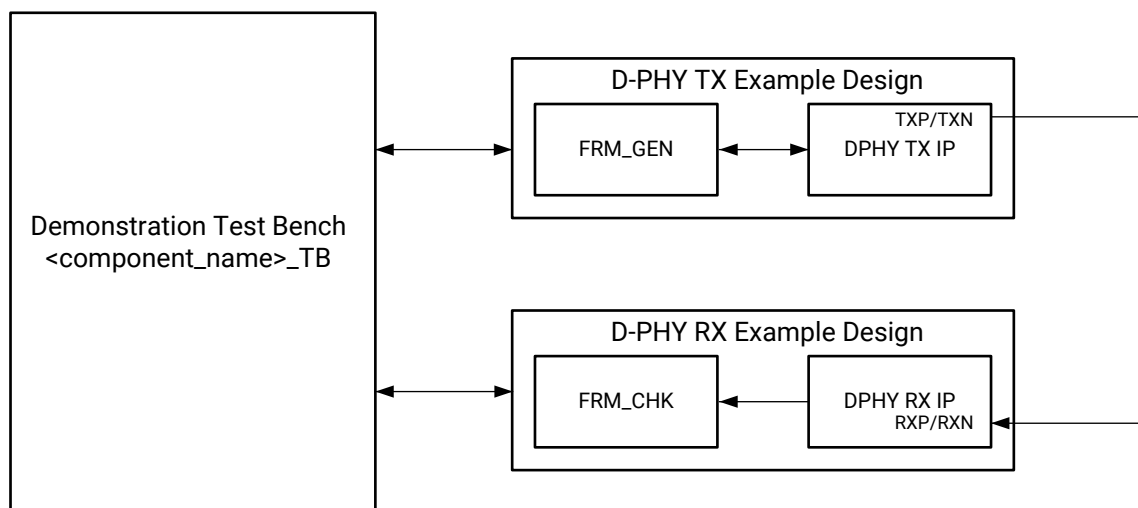 Demonstration Test Bench
<component_name>_TB
D-PHY TX Example Design
FRM_GEN
TXP/TXN
DPHY TX IP
D-PHY RX Example Design
FRM_CHK
DPHY RX IP
RXP/RXN